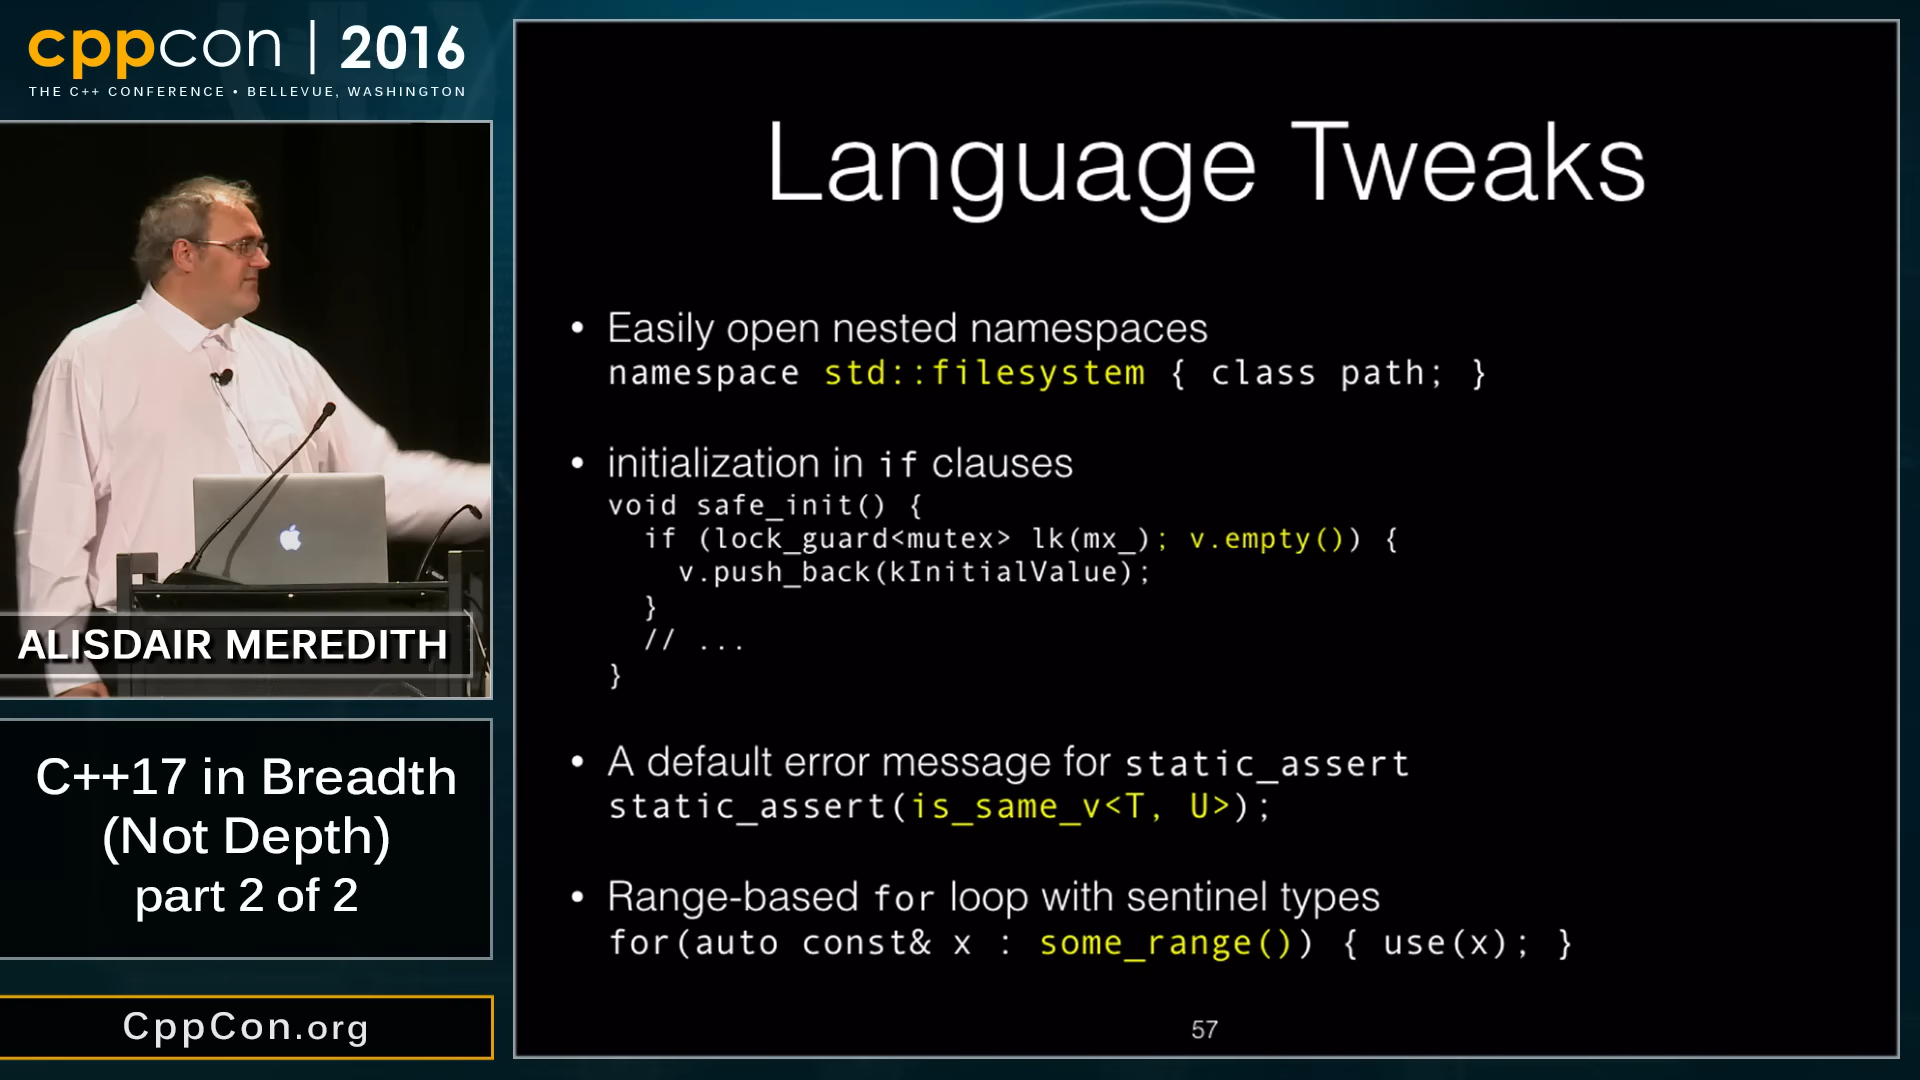 cppcon | 2016
THE C++ CONFERENCE • BELLEVUE, WASHINGTON
ALISDAIR MEREDITH
C++17 in Breadth
(Not Depth)
part 2 of 2
CppCon.org
Language Tweaks
• Easily open nested namespaces
namespace std::filesystem { class path; }
• initialization in if clauses
void safe_init() {
  if (lock_guard<mutex> lk(mx_); v.empty()) {
    v.push_back(kInitialValue);
  }
  // ...
}
• A default error message for static_assert
static_assert(is_same_v<T, U>);
• Range-based for loop with sentinel types
for(auto const& x : some_range()) { use(x); }
57